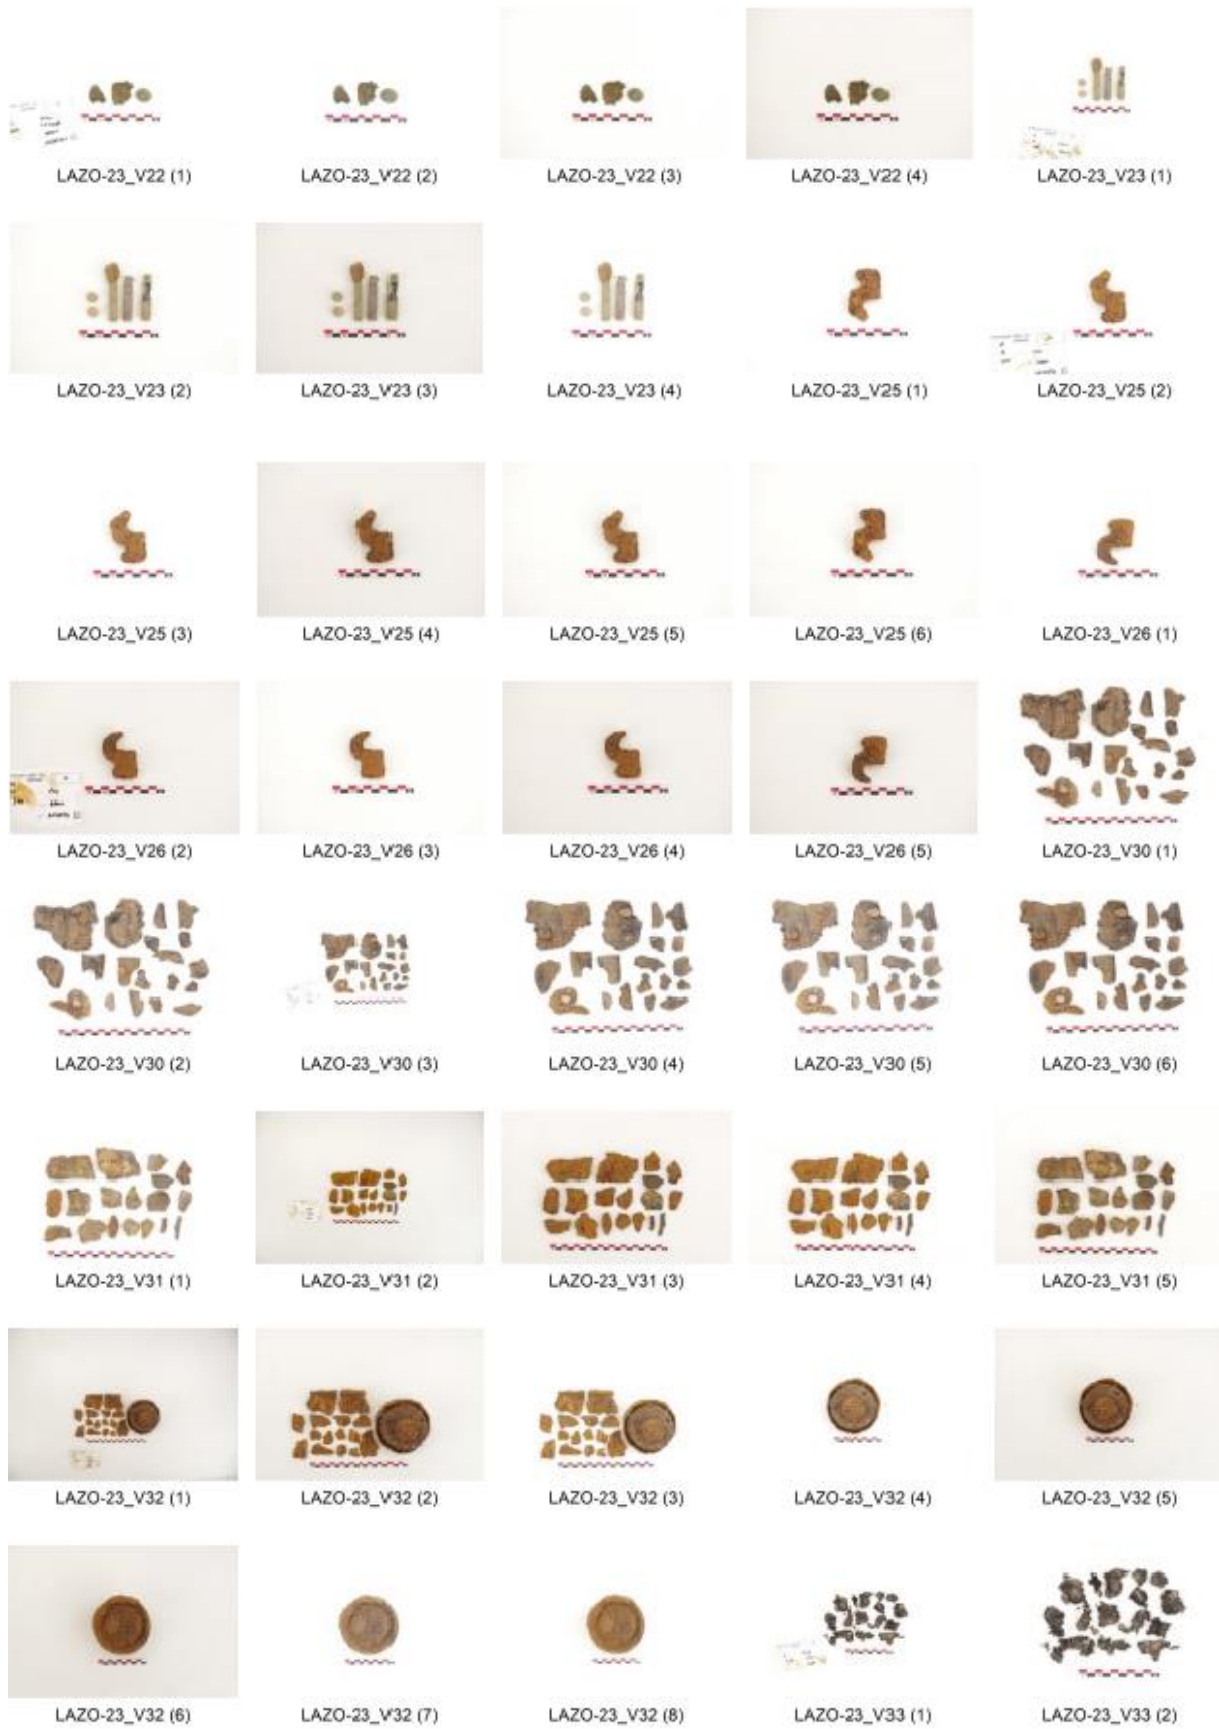 LAZO-23_V22 (1) LAZO-23_V22 (2) LAZO-23_V22 (3) LAZO-23_V22 (4) LAZO-23_V23 (1)
LAZO-23_V23 (2) LAZO-23_V23 (3) LAZO-23_V23 (4) LAZO-23_V25 (1) LAZO-23_V25 (2)
LAZO-23_V25 (3) LAZO-23_V25 (4) LAZO-23_V25 (5) LAZO-23_V25 (6) LAZO-23_V26 (1)
LAZO-23_V26 (2) LAZO-23_V26 (3) LAZO-23_V26 (4) LAZO-23_V26 (5) LAZO-23_V30 (1)
LAZO-23_V30 (2) LAZO-23_V30 (3) LAZO-23_V30 (4) LAZO-23_V30 (5) LAZO-23_V30 (6)
LAZO-23_V31 (1) LAZO-23_V31 (2) LAZO-23_V31 (3) LAZO-23_V31 (4) LAZO-23_V31 (5)
LAZO-23_V32 (1) LAZO-23_V32 (2) LAZO-23_V32 (3) LAZO-23_V32 (4) LAZO-23_V32 (5)
LAZO-23_V32 (6) LAZO-23_V32 (7) LAZO-23_V32 (8) LAZO-23_V33 (1) LAZO-23_V33 (2)